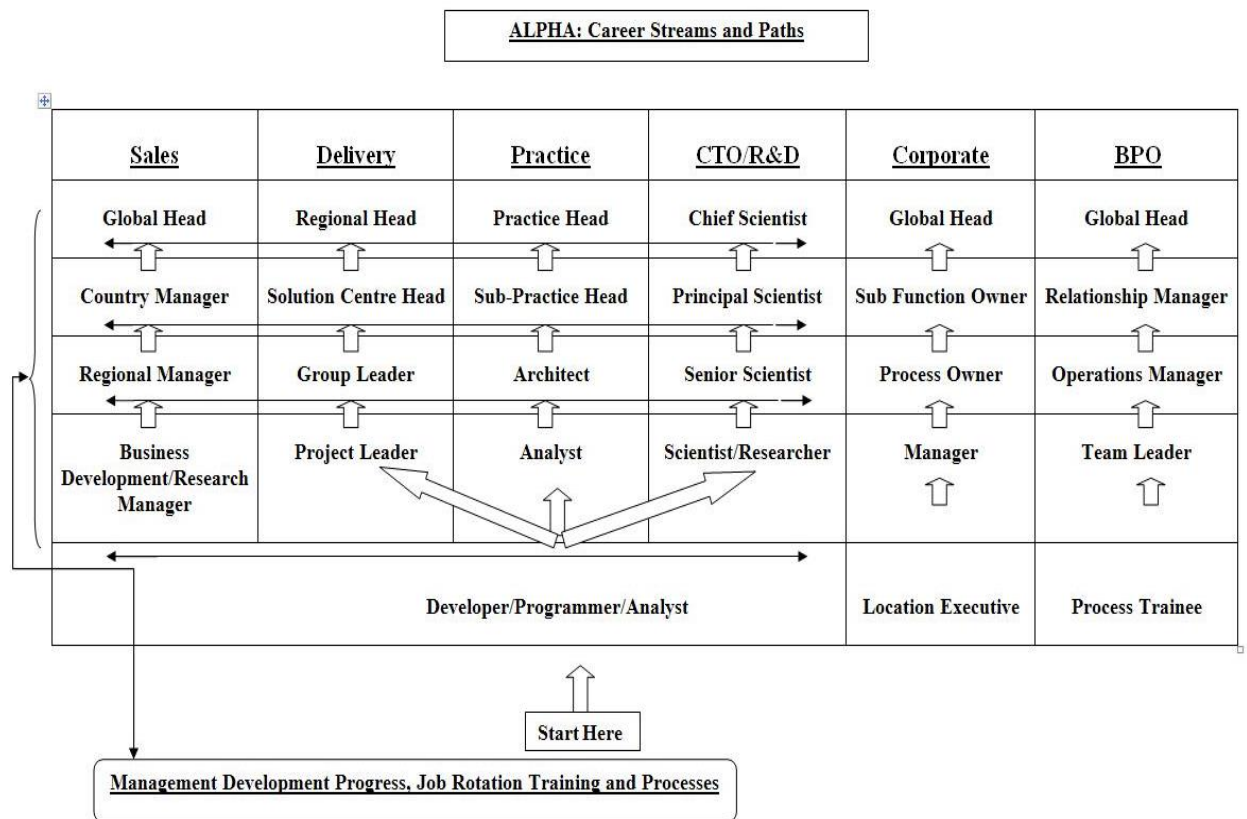 ALPHA: Career Streams and Paths
Sales Delivery Practice CTO/R&D Corporate BPO
Global Head Regional Head Practice Head Chief Scientist Global Head Global Head
Country Manager Solution Centre Head Sub-Practice Head Principal Scientist Sub Function Owner Relationship Manager
Regional Manager Group Leader Architect Senior Scientist Process Owner Operations Manager
Business
Development/Research
Manager
Project Leader Analyst Scientist/Researcher Manager Team Leader
Developer/Programmer/Analyst Location Executive Process Trainee
Start Here
Management Development Progress, Job Rotation Training and Processes